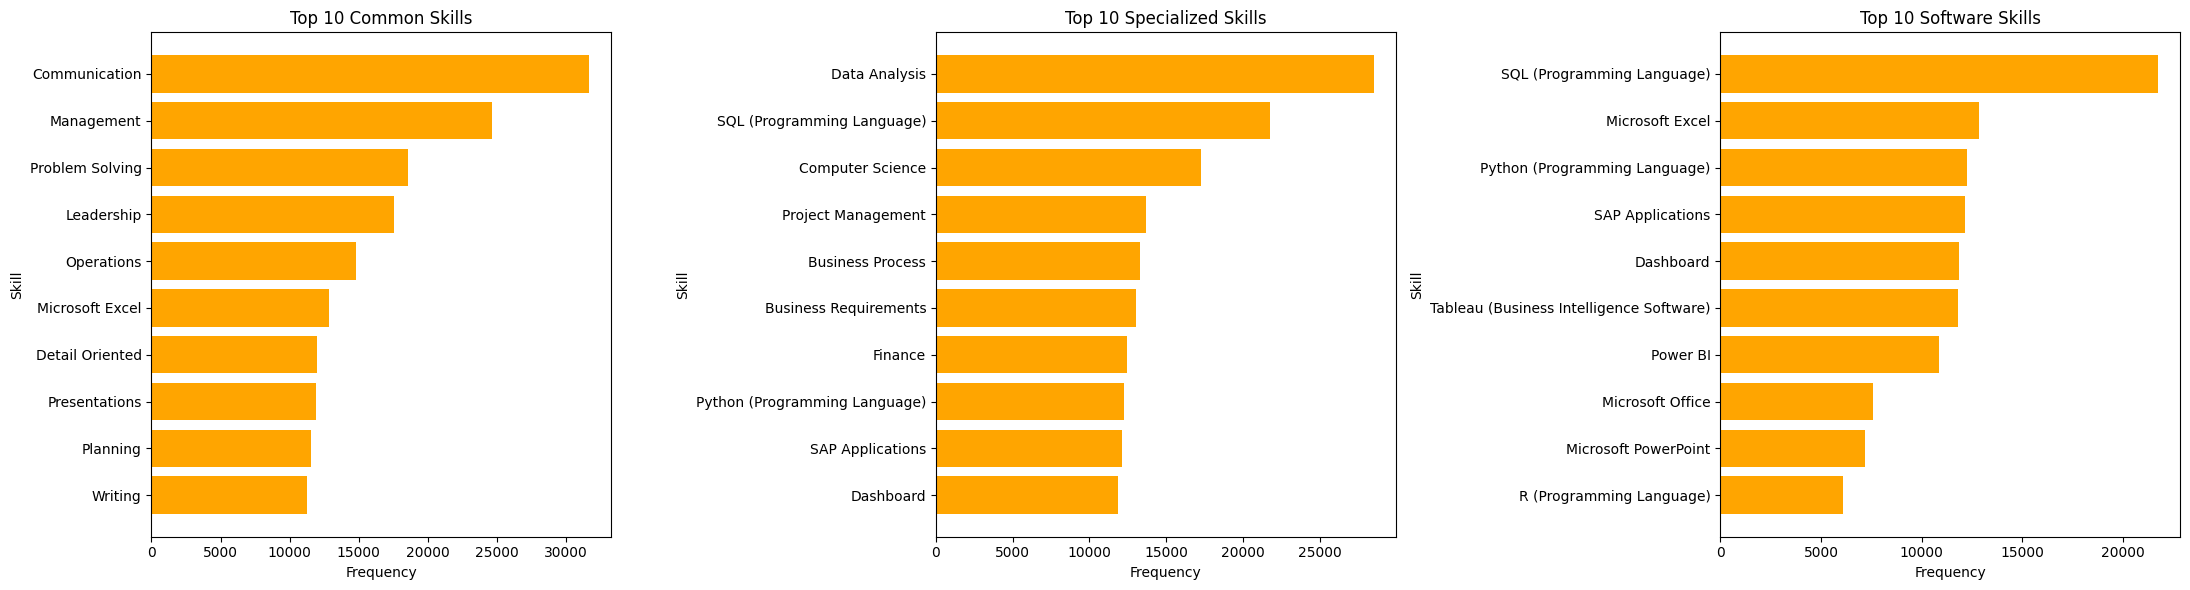 Top 10 Common Skills
Skill
Communication
Management
Problem Solving
Leadership
Operations
Microsoft Excel
Detail Oriented
Presentations
Planning
Writing
0 5000 10000 15000 20000 25000 30000
Frequency
Top 10 Specialized Skills
Skill
Data Analysis
SQL (Programming Language)
Computer Science
Project Management
Business Process
Business Requirements
Finance
Python (Programming Language)
SAP Applications
Dashboard
0 5000 10000 15000 20000 25000
Frequency
Top 10 Software Skills
Skill
SQL (Programming Language)
Microsoft Excel
Python (Programming Language)
SAP Applications
Dashboard
Tableau (Business Intelligence Software)
Power BI
Microsoft Office
Microsoft PowerPoint
R (Programming Language)
0 5000 10000 15000 20000
Frequency